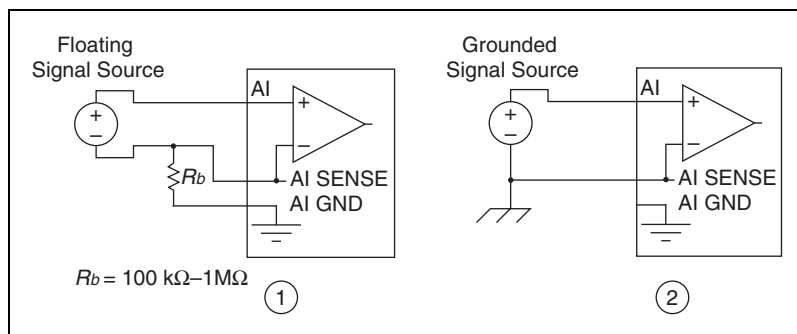 Floating
Signal Source
+
–
AI
+
–
Rb
AI SENSE
AI GND
Rb = 100 kΩ–1MΩ
1
Grounded
Signal Source
+
–
AI
+
–
AI SENSE
AI GND
2